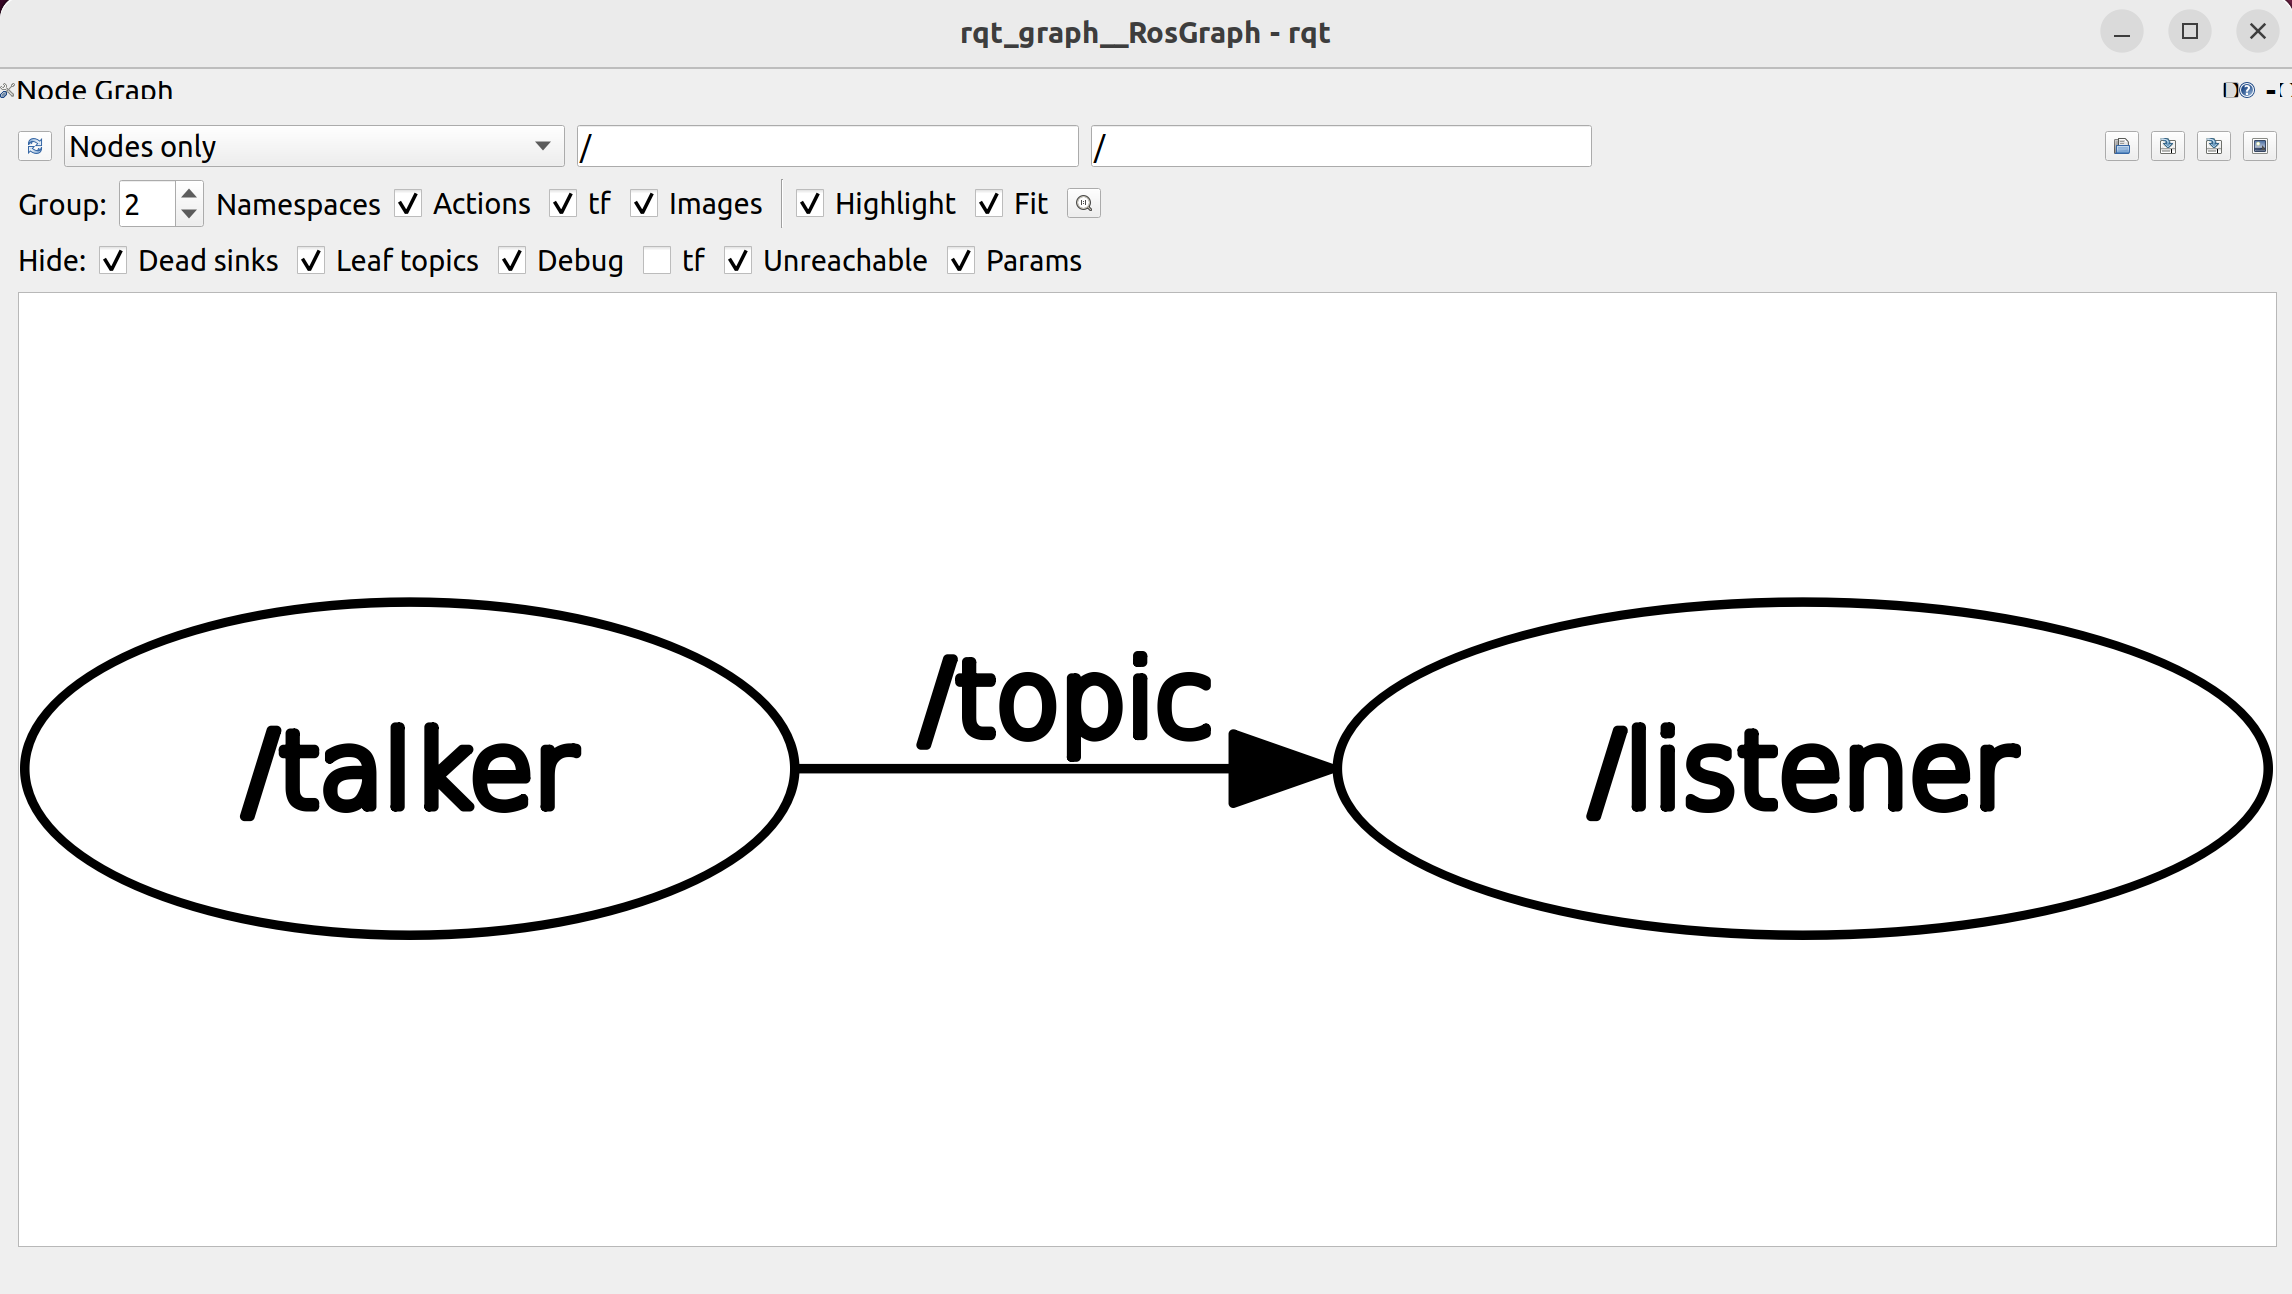 rqt_graph__RosGraph - rqt
Node Graph
Nodes only / /
Group: 2 Namespaces Actions tf Images Highlight Fit
Hide: Dead sinks Leaf topics Debug tf Unreachable Params
/topic
/talker /listener